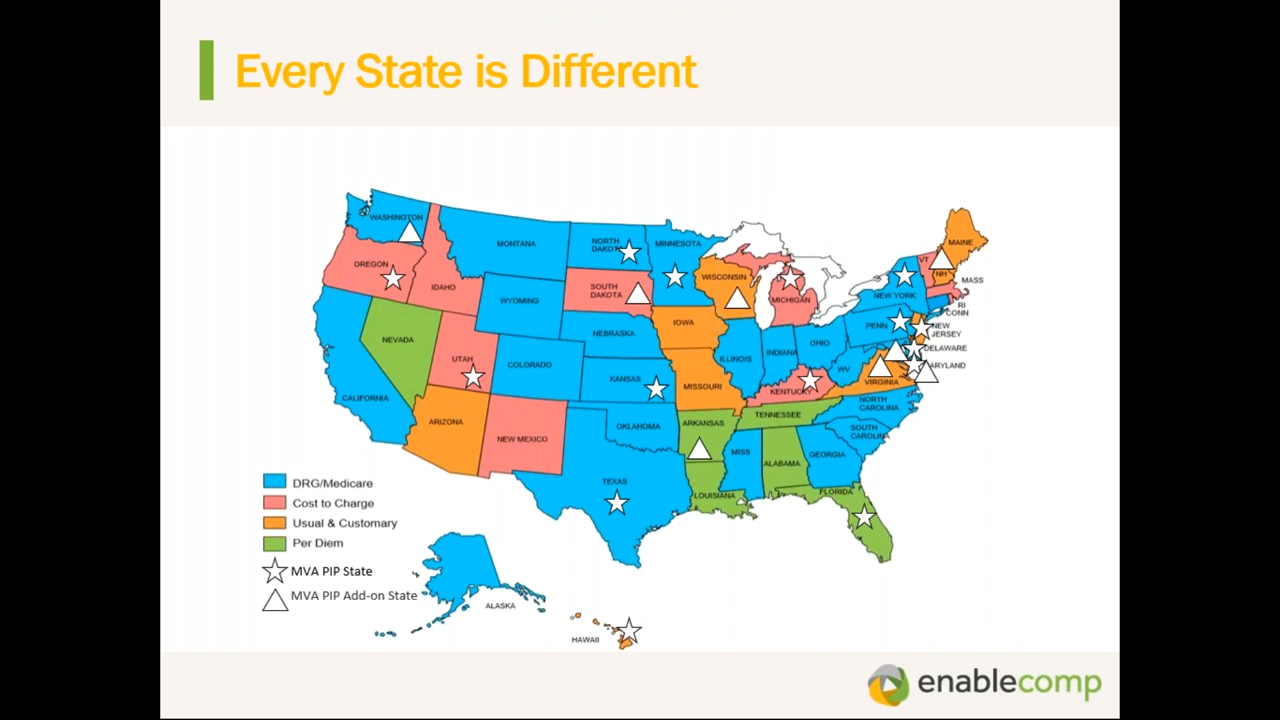 Every State is Different
WASHINGTON
MONTANA
NORTH
DAKOTA
MINNESOTA
MAINE
OREGON
IDAHO
SOUTH
DAKOTA
WISCONSIN
VT
NH
MASS
WYOMING
MICHIGAN
NEW YORK
RI
CONN
IOWA
NEBRASKA
PENN
NEW
JERSEY
NEVADA
UTAH
COLORADO
ILLINOIS
INDIANA
OHIO
DELAWARE
WV
ARYLAND
KANSAS
MISSOURI
KENTUCKY
VIRGINIA
CALIFORNIA
NORTH
CAROLINA
ARIZONA
NEW MEXICO
OKLAHOMA
ARKANSAS
TENNESSEE
SOUTH
CAROLINA
MISS
ALABAMA
GEORGIA
TEXAS
LOUISIANA
FLORIDA
DRG/Medicare
Cost to Charge
Usual & Customary
Per Diem
MVA PIP State
MVA PIP Add-on State
ALASKA
HAWAII
enablecomp